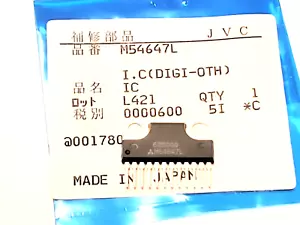 補修部品 JVC
品番 M54647L
I.C(DIGI-OTH)
品名 IC
ロット L421 QTY 1
税別 0000600 5I *C
@001780
M54647L
MADE IN JAPAN